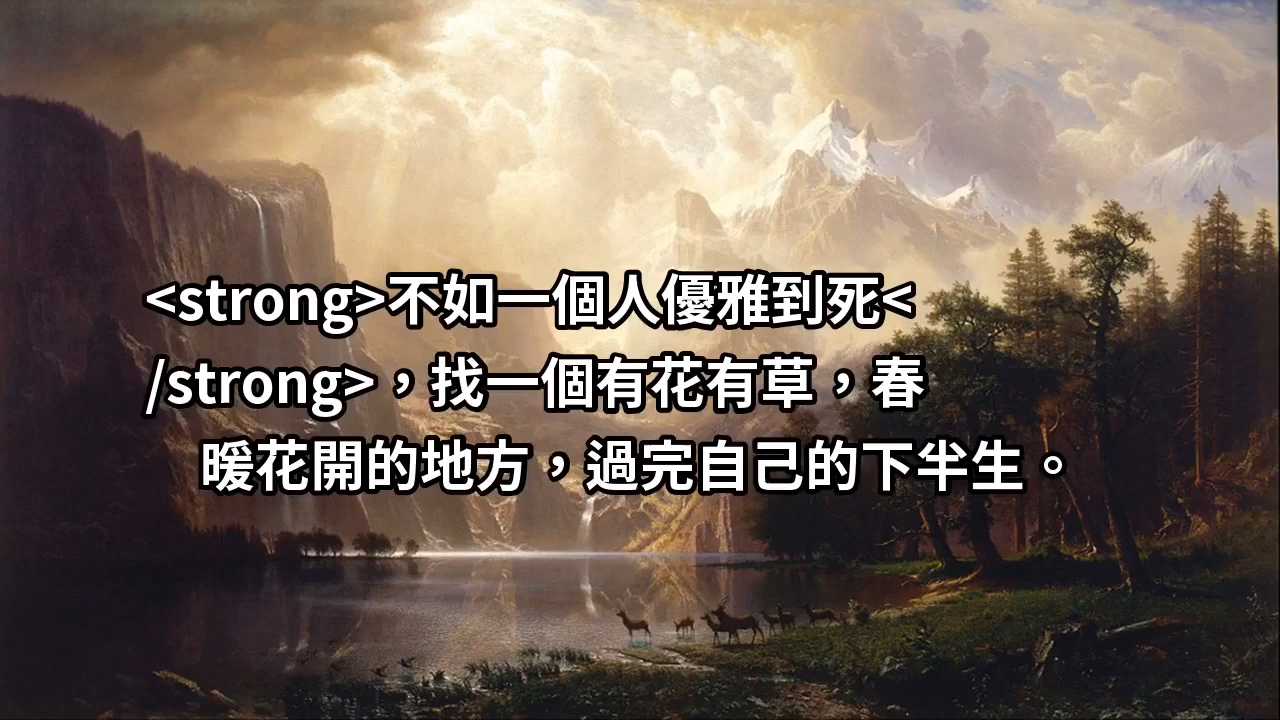 <strong>不如一個人優雅到死<
/strong>，找一個有花有草，春
暖花開的地方，過完自己的下半生。